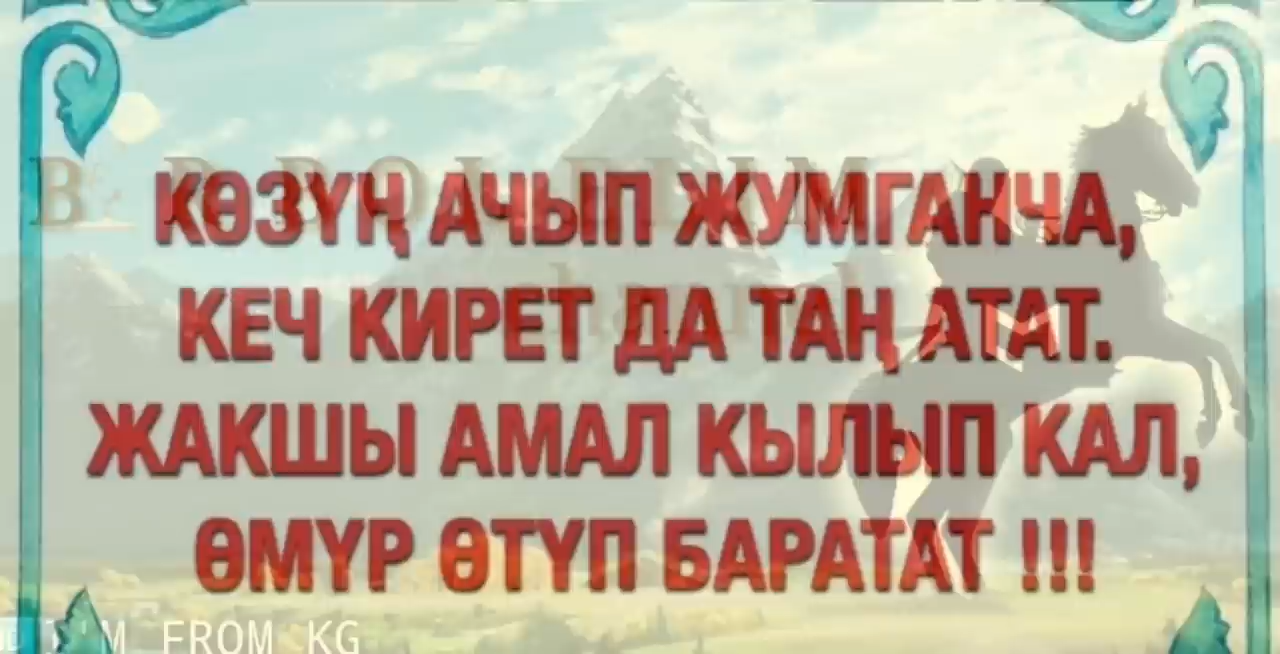 КӨЗҮҢ АЧЫП ЖУМГАНЧА,
КЕЧ КИРЕТ ДА ТАҢ АТАТ.
ЖАКШЫ АМАЛ КЫЛЫП КАЛ,
ӨМҮР ӨТҮП БАРАТАТ !!!
I'M FROM KG